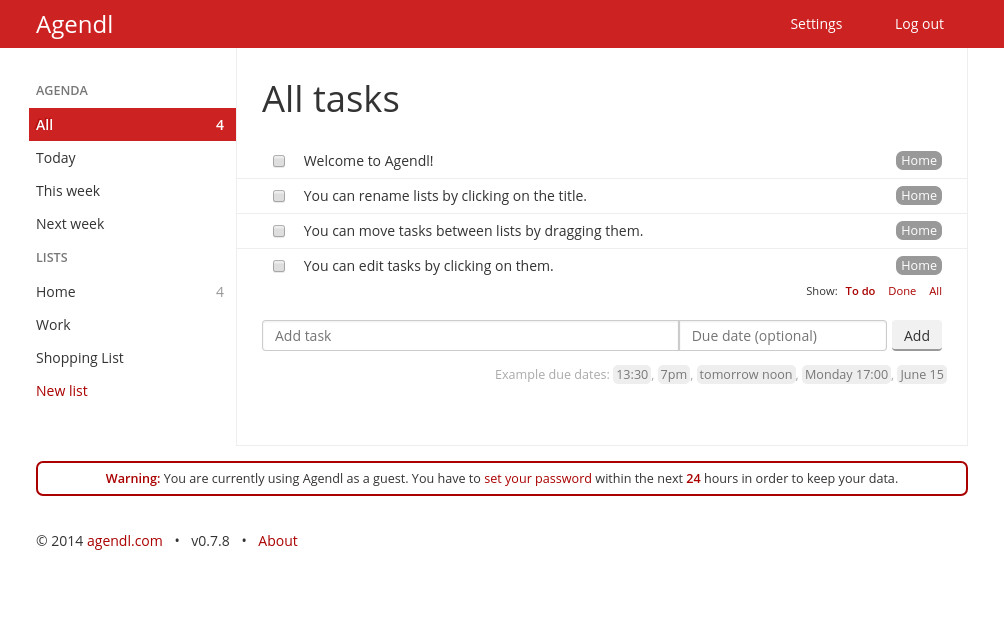 Agendl
Settings
Log out
AGENDA
All 4
Today
This week
Next week
LISTS
Home 4
Work
Shopping List
New list
All tasks
Welcome to Agendl! Home
You can rename lists by clicking on the title. Home
You can move tasks between lists by dragging them. Home
You can edit tasks by clicking on them. Home
Show: To do Done All
Add task Due date (optional) Add
Example due dates: 13:30, 7pm, tomorrow noon, Monday 17:00, June 15
Warning: You are currently using Agendl as a guest. You have to set your password within the next 24 hours in order to keep your data.
© 2014 agendl.com • v0.7.8 • About